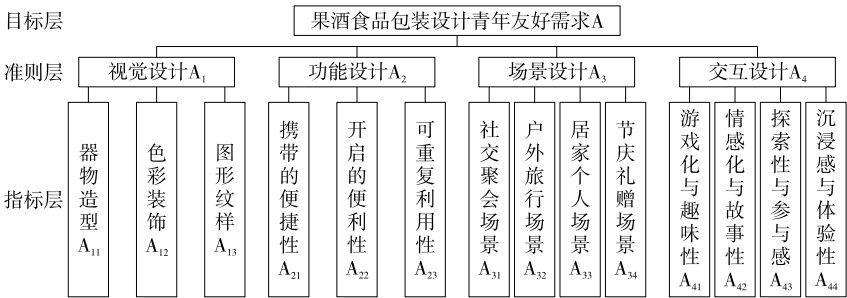 目标层
果酒食品包装设计青年友好需求A
准则层
视觉设计A₁
功能设计A₂
场景设计A₃
交互设计A₄
指标层
器物造型A₁₁
色彩装饰A₁₂
图形纹样A₁₃
携带的便捷性A₂₁
开启的便利性A₂₂
可重复利用性A₂₃
社交聚会场景A₃₁
户外旅行场景A₃₂
居家个人场景A₃₃
节庆礼赠场景A₃₄
游戏化与趣味性A₄₁
情感化与故事性A₄₂
探索性与参与感A₄₃
沉浸感与体验性A₄₄